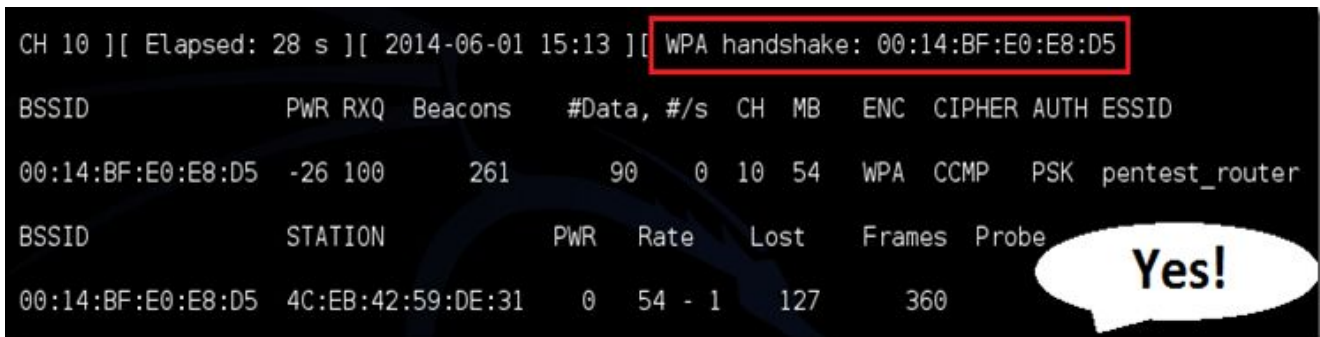 CH 10 ][ Elapsed: 28 s ][ 2014-06-01 15:13 ][ WPA handshake: 00:14:BF:E0:E8:D5
BSSID PWR RXQ Beacons #Data, #/s CH MB ENC CIPHER AUTH ESSID
00:14:BF:E0:E8:D5 -26 100 261 90 0 10 54 WPA CCMP PSK pentest_router
BSSID STATION PWR Rate Lost Frames Probe
00:14:BF:E0:E8:D5 4C:EB:42:59:DE:31 0 54 - 1 127 360
Yes!